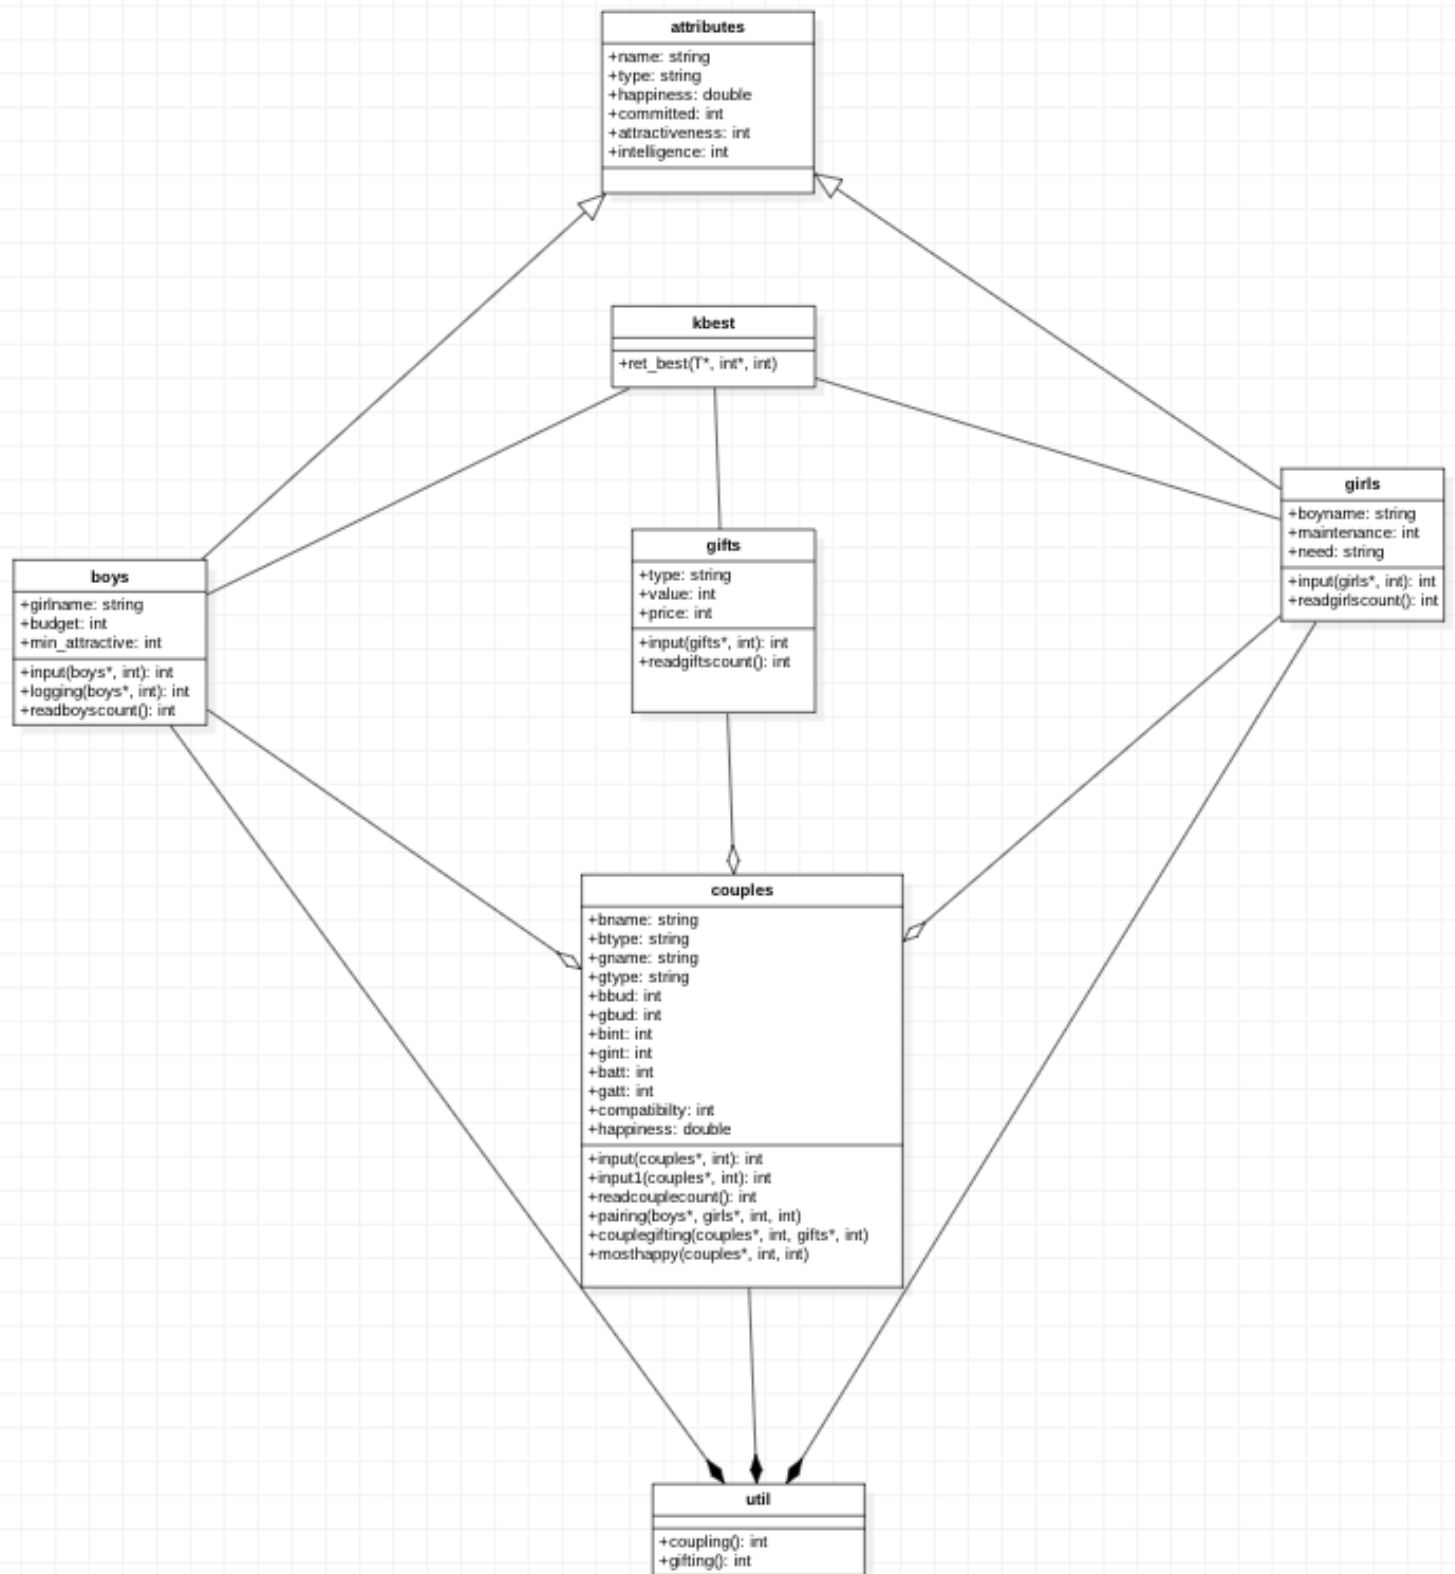 attributes
+name: string
+type: string
+happiness: double
+committed: int
+attractiveness: int
+intelligence: int
kbest
+ret_best(T*, int*, int)
girls
+boyname: string
+maintenance: int
+need: string
+input(girls*, int): int
+readgirlscount(): int
gifts
+type: string
+value: int
+price: int
+input(gifts*, int): int
+readgiftscount(): int
boys
+girlname: string
+budget: int
+min_attractive: int
+input(boys*, int): int
+logging(boys*, int): int
+readboyscount(): int
couples
+bname: string
+btype: string
+gname: string
+gtype: string
+bbud: int
+gbud: int
+bint: int
+gint: int
+batt: int
+gatt: int
+compatibilty: int
+happiness: double
+input(couples*, int): int
+input1(couples*, int): int
+readcouplecount(): int
+pairing(boys*, girls*, int, int)
+couplegifting(couples*, int, gifts*, int)
+mosthappy(couples*, int, int)
util
+coupling(): int
+gifting(): int